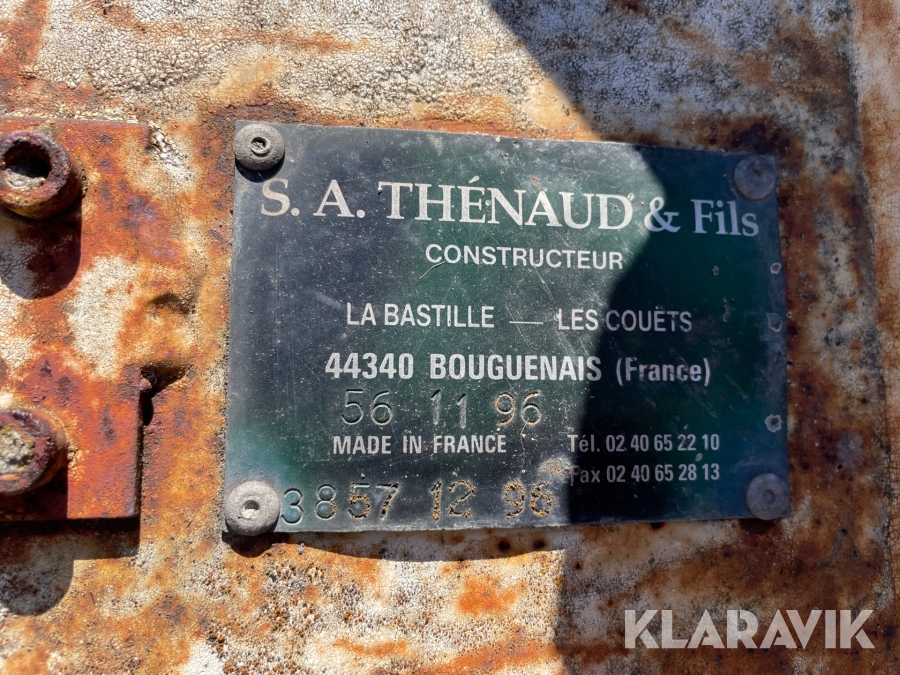 S. A. THÉNAUD & Fils
CONSTRUCTEUR
LA BASTILLE — LES COUËTS
44340 BOUGUENAIS (France)
56 11 96
MADE IN FRANCE Tél. 02 40 65 22 10
Fax 02 40 65 28 13
3857 12 96
KLARAVIK